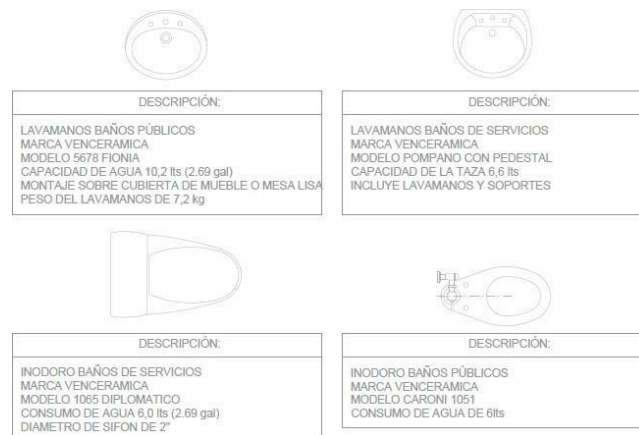 DESCRIPCIÓN:
LAVAMANOS BAÑOS PÚBLICOS
MARCA VENCERAMICA
MODELO 5678 FIONIA
CAPACIDAD DE AGUA 10,2 lts (2.69 gal)
MONTAJE SOBRE CUBIERTA DE MUEBLE O MESA LISA
PESO DEL LAVAMANOS DE 7,2 kg
DESCRIPCIÓN:
LAVAMANOS BAÑOS DE SERVICIOS
MARCA VENCERAMICA
MODELO POMPANO CON PEDESTAL
CAPACIDAD DE LA TAZA 6,6 lts
INCLUYE LAVAMANOS Y SOPORTES
DESCRIPCIÓN:
INODORO BAÑOS DE SERVICIOS
MARCA VENCERAMICA
MODELO 1065 DIPLOMATICO
CONSUMO DE AGUA 6,0 lts (2.69 gal)
DIAMETRO DE SIFON DE 2"
DESCRIPCIÓN:
INODORO BAÑOS PÚBLICOS
MARCA VENCERAMICA
MODELO CARONI 1051
CONSUMO DE AGUA DE 6lts